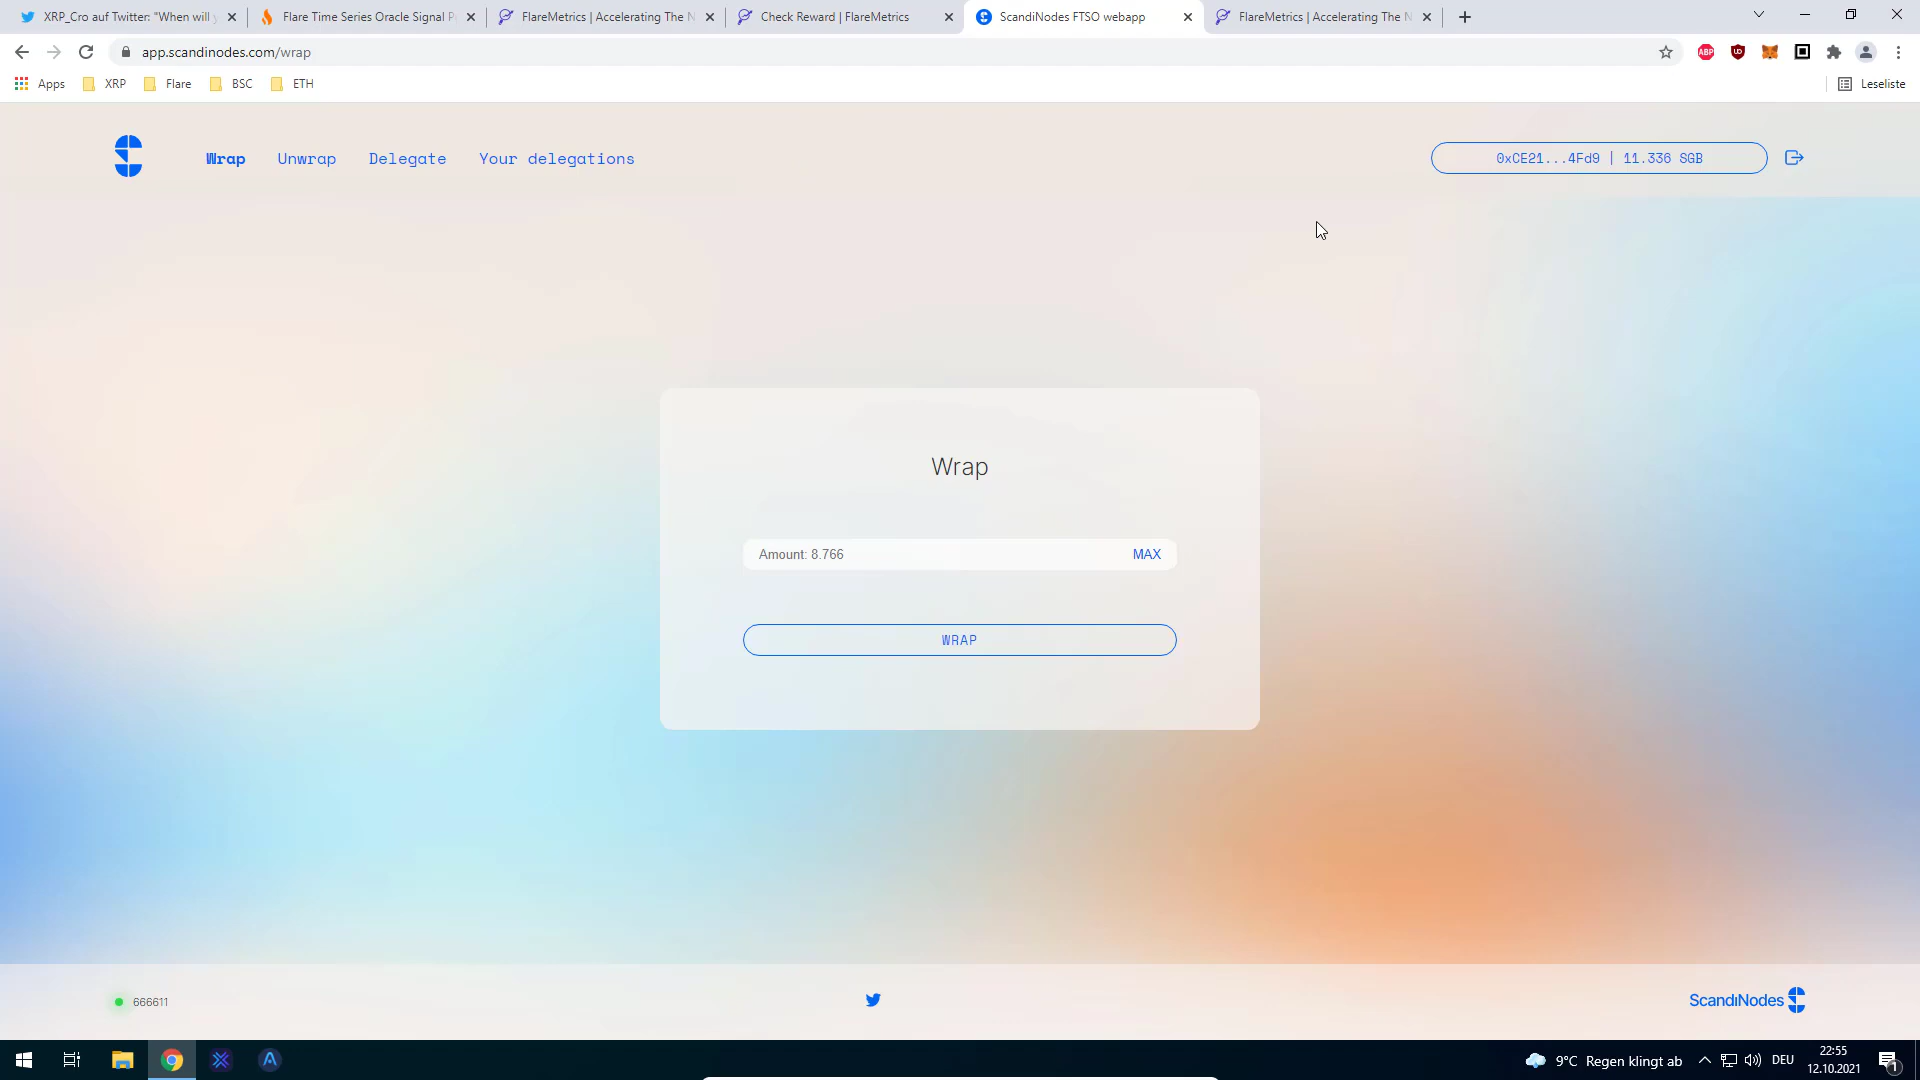 XRP_Cro auf Twitter: "When will
Flare Time Series Oracle Signal P
FlareMetrics | Accelerating The N
Check Reward | FlareMetrics
ScandiNodes FTSO webapp
FlareMetrics | Accelerating The N
app.scandinodes.com/wrap
ABP
Apps
XRP
Flare
BSC
ETH
Leseliste
Wrap
Unwrap
Delegate
Your delegations
0xCE21...4Fd9 | 11.336 SGB
Wrap
Amount: 8.766
MAX
WRAP
666611
ScandiNodes
9°C Regen klingt ab
DEU
22:55
12.10.2021
1